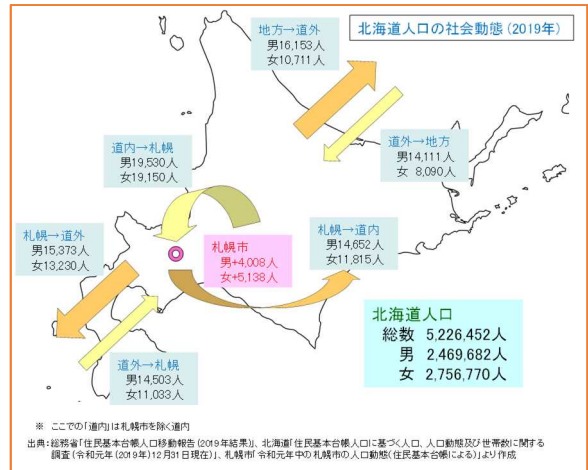 北海道人口の社会動態(2019年)
地方→道外
男16,153人
女10,711人
道外→地方
男14,111人
女 8,090人
道内→札幌
男19,530人
女19,150人
札幌→道外
男15,373人
女13,230人
札幌市
男+4,008人
女+5,138人
札幌→道内
男14,652人
女11,815人
道外→札幌
男14,503人
女11,033人
北海道人口
総数 5,226,452人
男 2,469,682人
女 2,756,770人
※ ここでの「道内」は札幌市を除く道内
出典:総務省「住民基本台帳人口移動報告(2019年結果)」、北海道「住民基本台帳人口に基づく人口、人口動態及び世帯数に関する
調査(令和元年(2019年)12月31日現在)」、札幌市「令和元年中の札幌市の人口動態(住民基本台帳による)」より作成